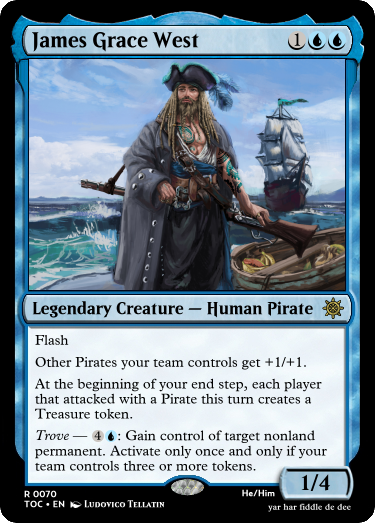 James Grace West 1
Legendary Creature — Human Pirate
Flash
Other Pirates your team controls get +1/+1.
At the beginning of your end step, each player
that attacked with a Pirate this turn creates a
Treasure token.
Trove — 4: Gain control of target nonland
permanent. Activate only once and only if your
team controls three or more tokens.
R 0070
TOC • EN Ludovico Tellatin
He/Him
1/4
yar har fiddle de dee